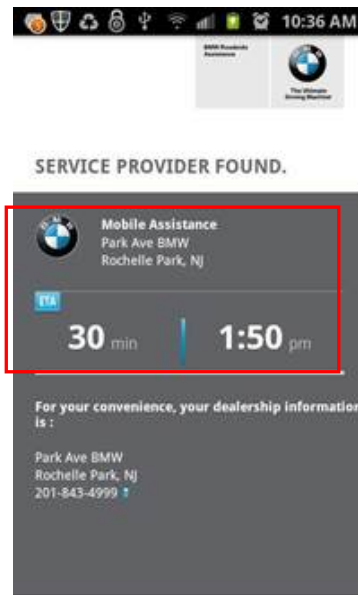 10:36 AM
BMW Roadside
Assistance
The Ultimate
Driving Machine
SERVICE PROVIDER FOUND.
Mobile Assistance
Park Ave BMW
Rochelle Park, NJ
ETA
30 min 1:50 pm
For your convenience, your dealership information
is :
Park Ave BMW
Rochelle Park, NJ
201-843-4999